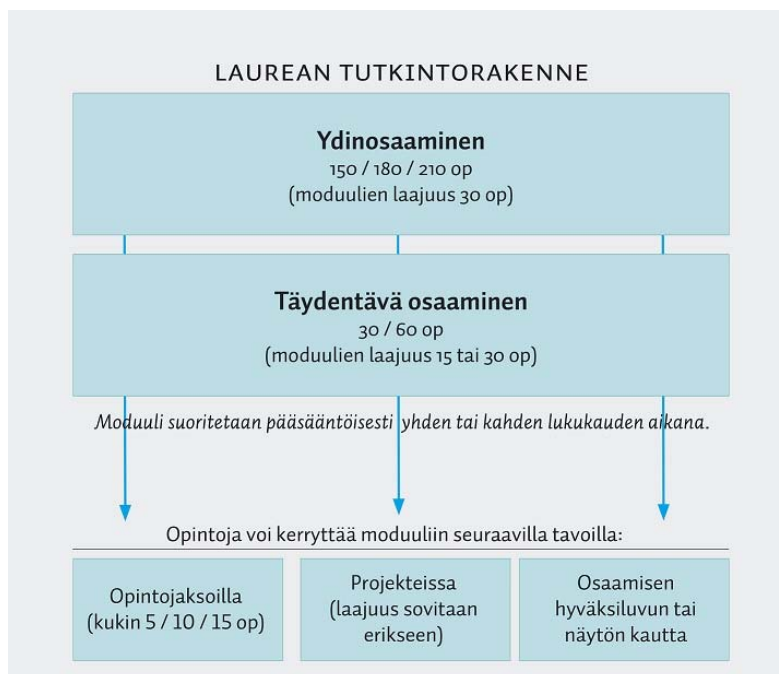 LAUREAN TUTKINTORAKENNE
Ydinosaaminen
150 / 180 / 210 op
(moduulien laajuus 30 op)
Täydentävä osaaminen
30 / 60 op
(moduulien laajuus 15 tai 30 op)
Moduuli suoritetaan pääsääntöisesti yhden tai kahden lukukauden aikana.
Opintoja voi kerryttää moduuliin seuraavilla tavoilla:
Opintojaksoilla
(kukin 5 / 10 / 15 op)
Projekteissa
(laajuus sovitaan
erikseen)
Osaamisen
hyväksiluvun tai
näytön kautta